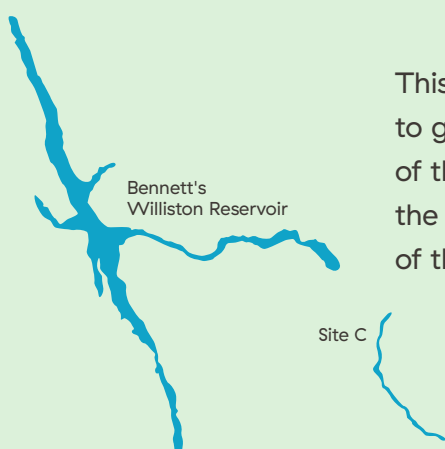 Bennett's
Williston Reservoir
This
to g
of th
the
of th
Site C